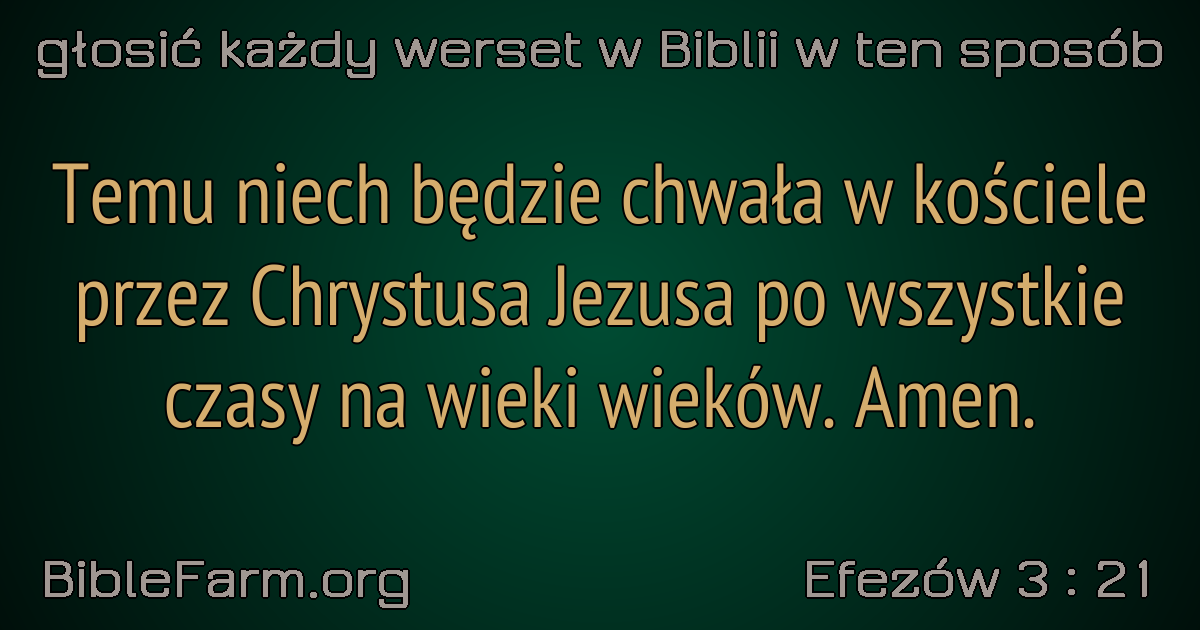 głosić każdy werset w Biblii w ten sposób
Temu niech będzie chwała w kościele
przez Chrystusa Jezusa po wszystkie
czasy na wieki wieków. Amen.
BibleFarm.org
Efezów 3 : 21